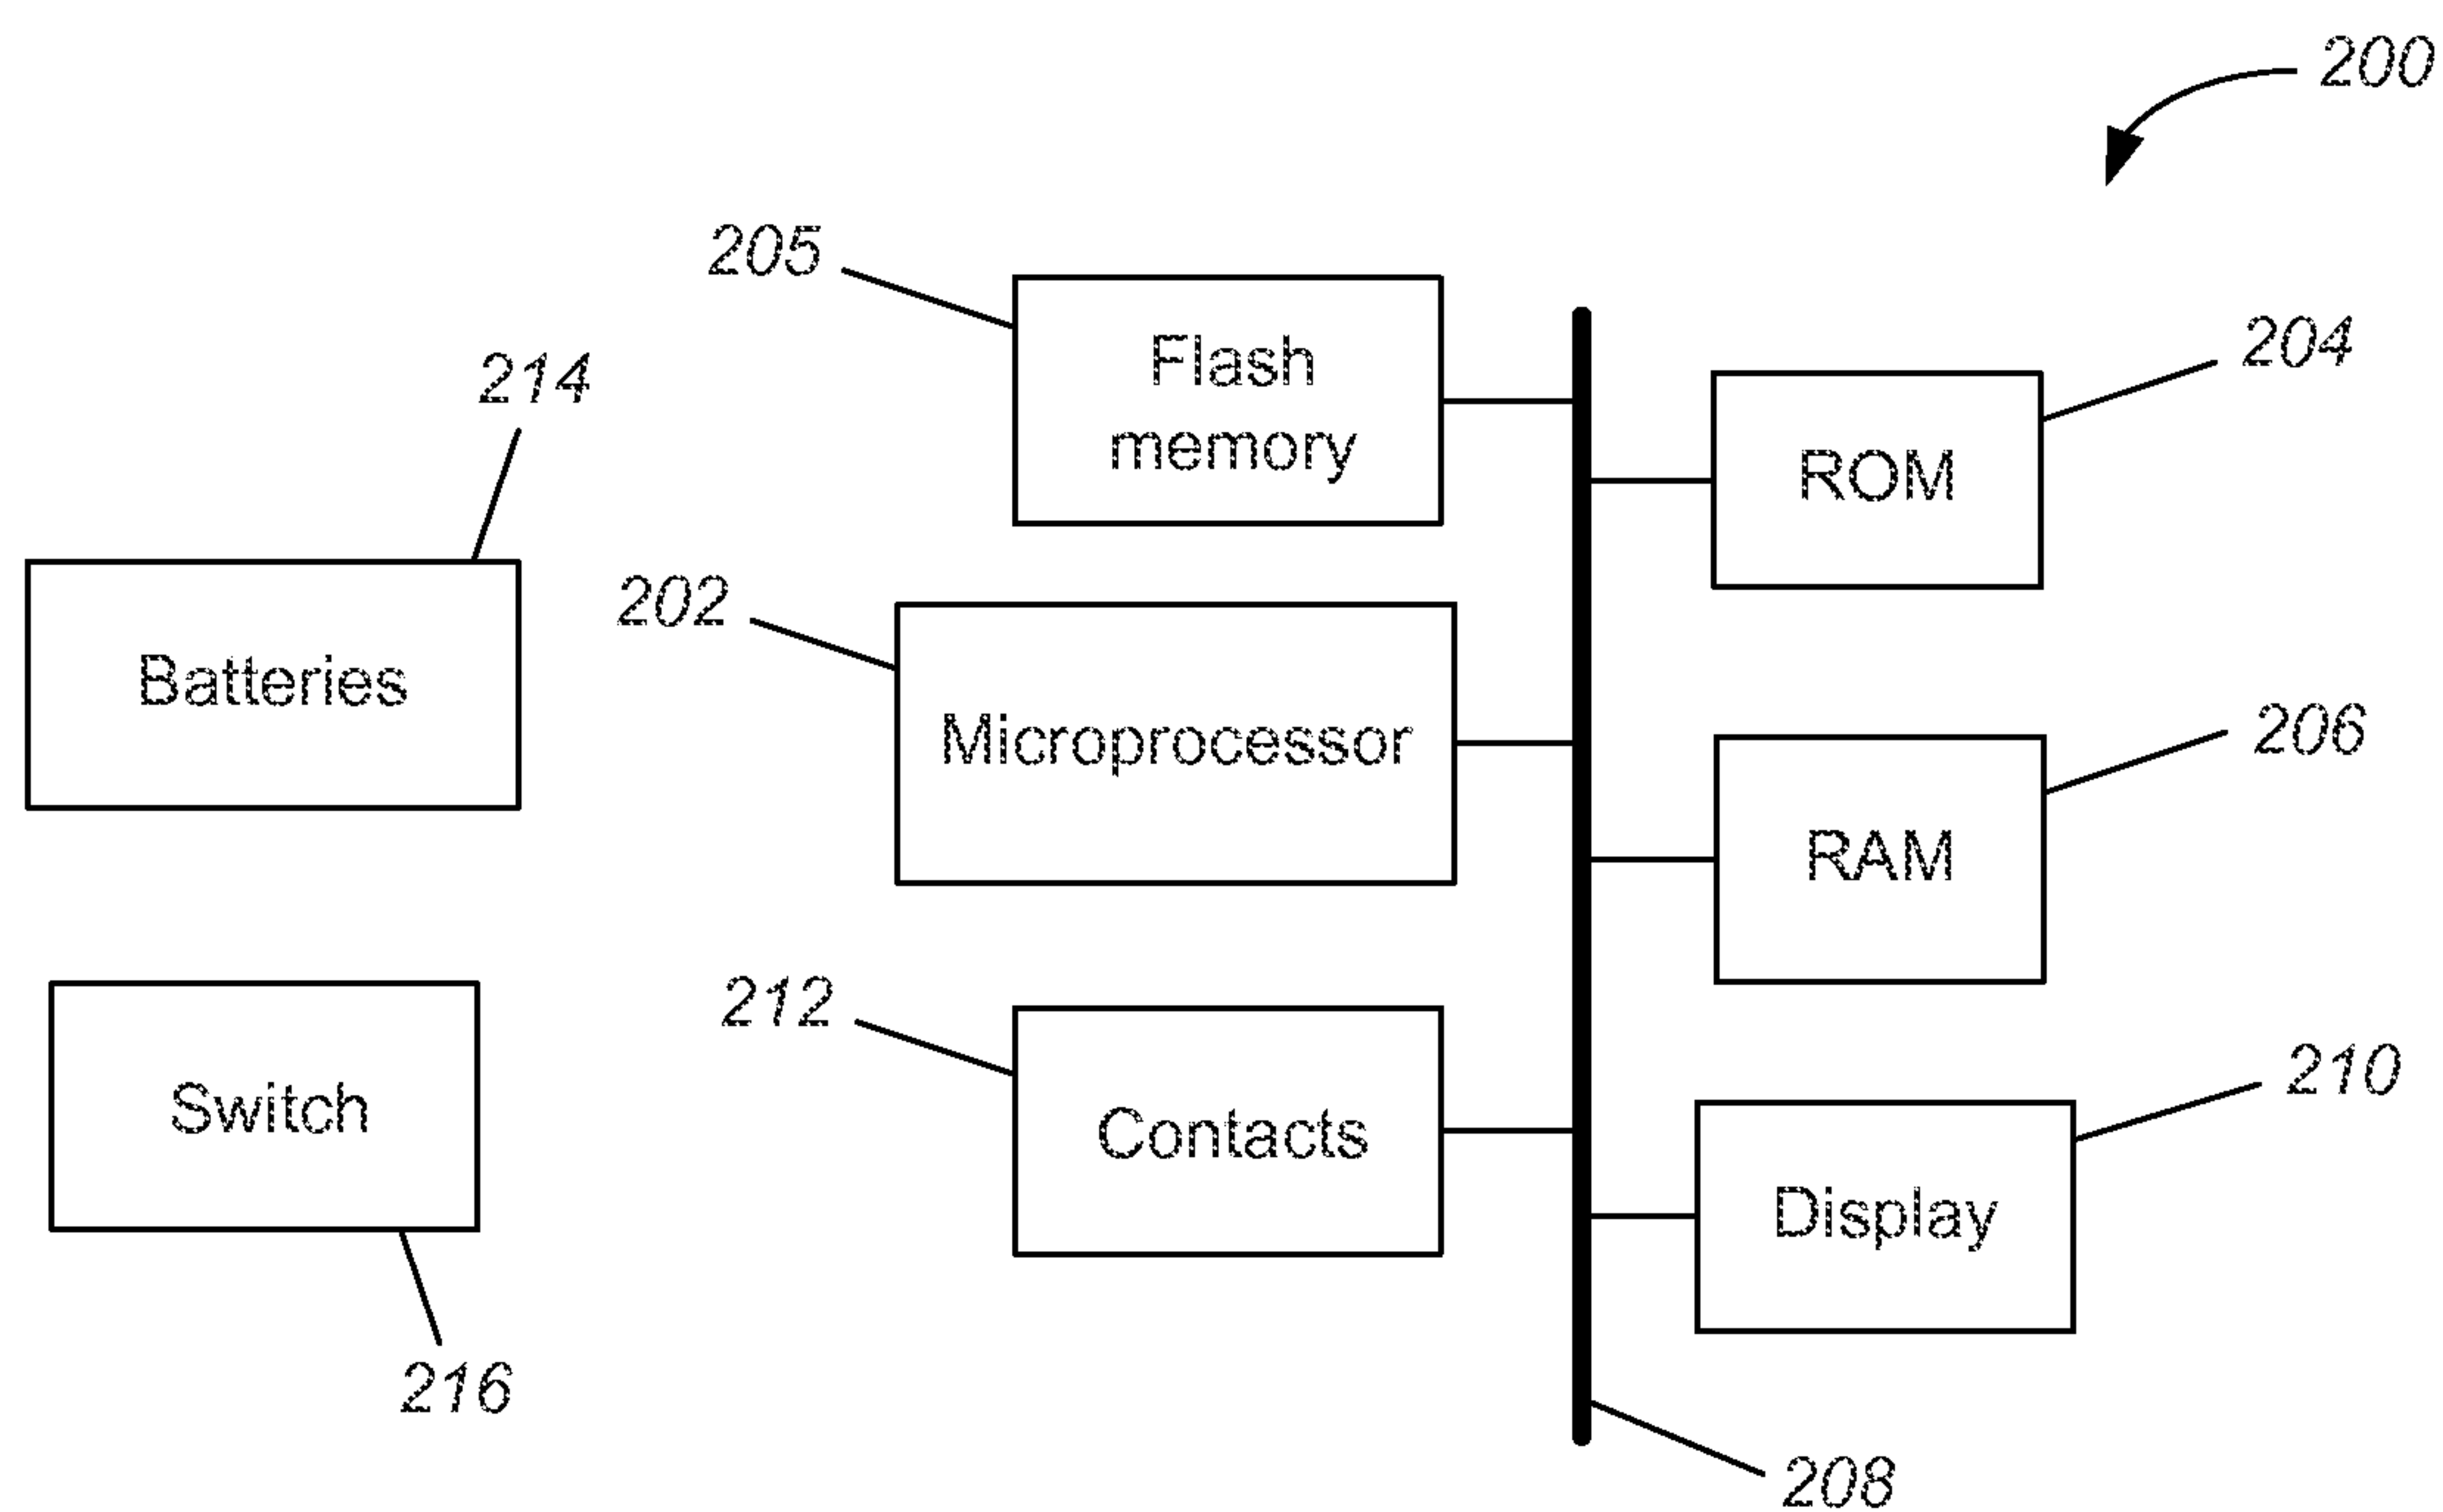 200
205
Flash
memory
204
ROM
214
Batteries
202
Microprocessor
206
RAM
212
Contacts
Switch
216
210
Display
208